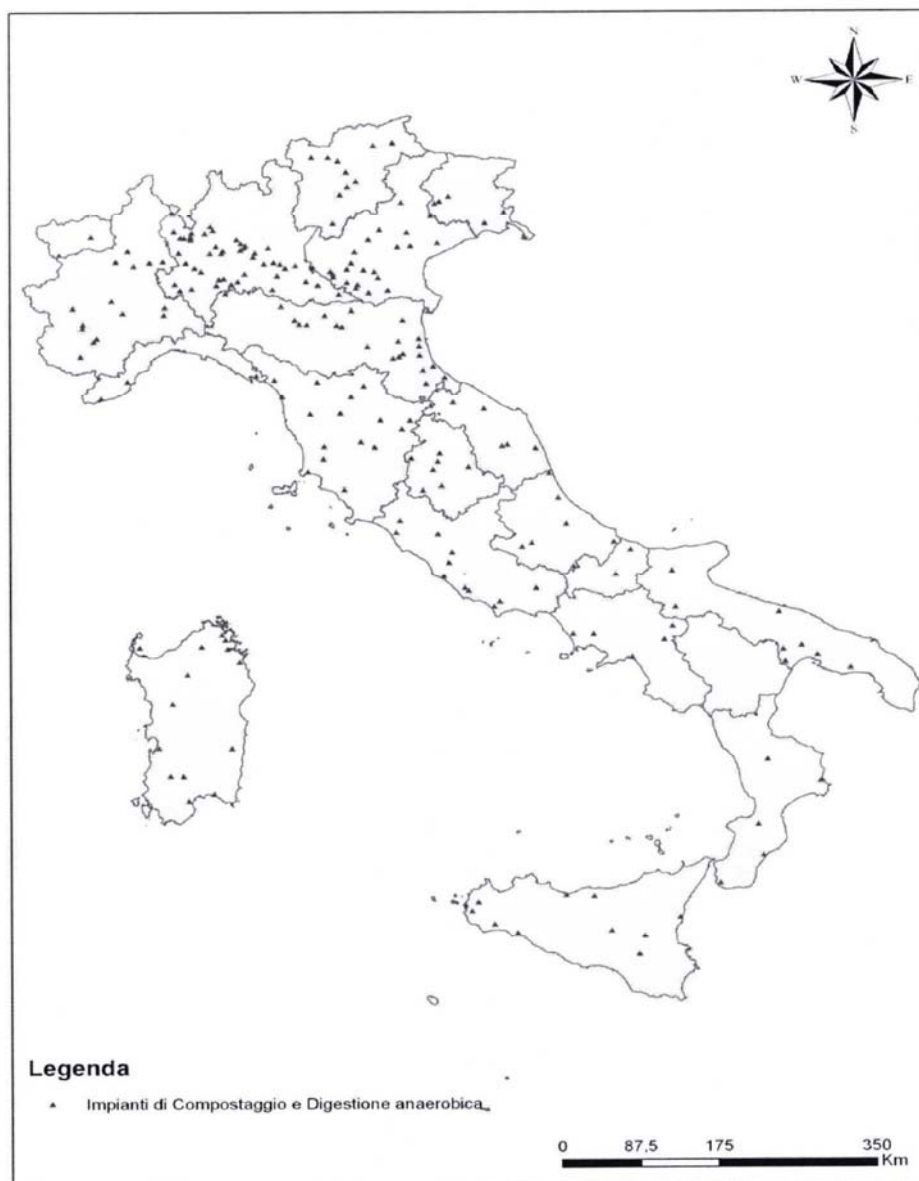 N
W E
S
Legenda
Impianti di Compostaggio e Digestione anaerobica
0 87,5 175 350
Km